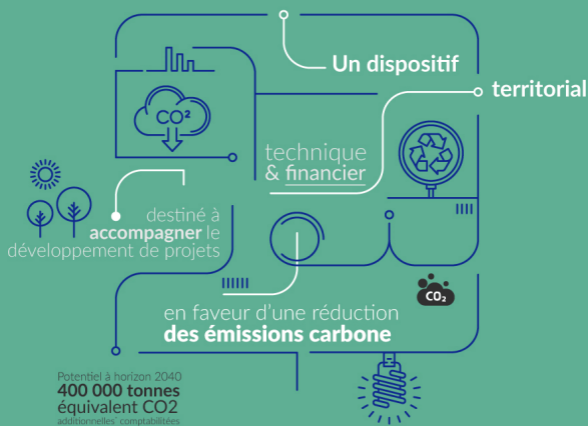 Un dispositif
territorial
CO²
technique
& financier
destiné à
accompagner le
développement de projets
CO₂
en faveur d'une réduction
des émissions carbone
Potentiel à horizon 2040
400 000 tonnes
équivalent CO2
additionnelles' comptabilitées